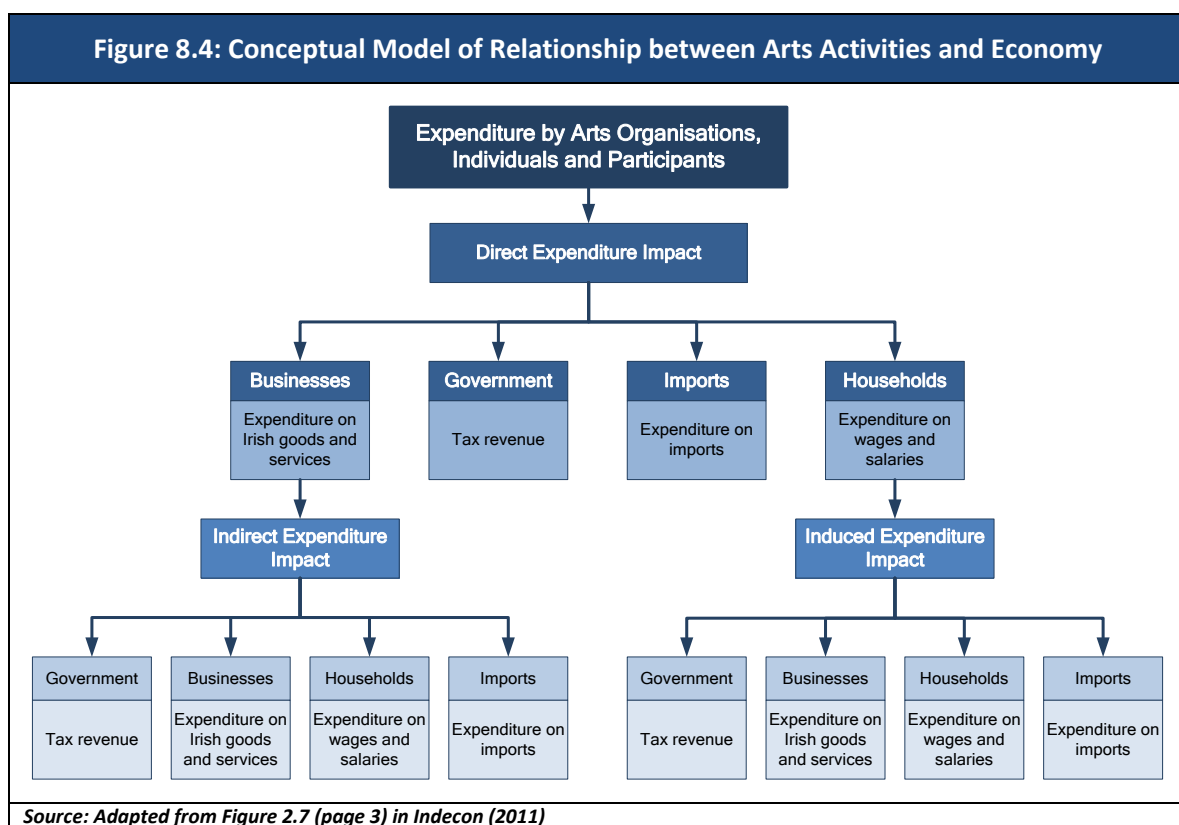 Figure 8.4: Conceptual Model of Relationship between Arts Activities and Economy
Expenditure by Arts Organisations,
Individuals and Participants
Direct Expenditure Impact
Businesses
Expenditure on
Irish goods and
services
Government
Tax revenue
Imports
Expenditure on
imports
Households
Expenditure on
wages and
salaries
Indirect Expenditure
Impact
Induced Expenditure
Impact
Government
Tax revenue
Businesses
Expenditure on
Irish goods
and services
Households
Expenditure on
wages and
salaries
Imports
Expenditure on
imports
Government
Tax revenue
Businesses
Expenditure on
Irish goods
and services
Households
Expenditure on
wages and
salaries
Imports
Expenditure on
imports
Source: Adapted from Figure 2.7 (page 3) in Indecon (2011)